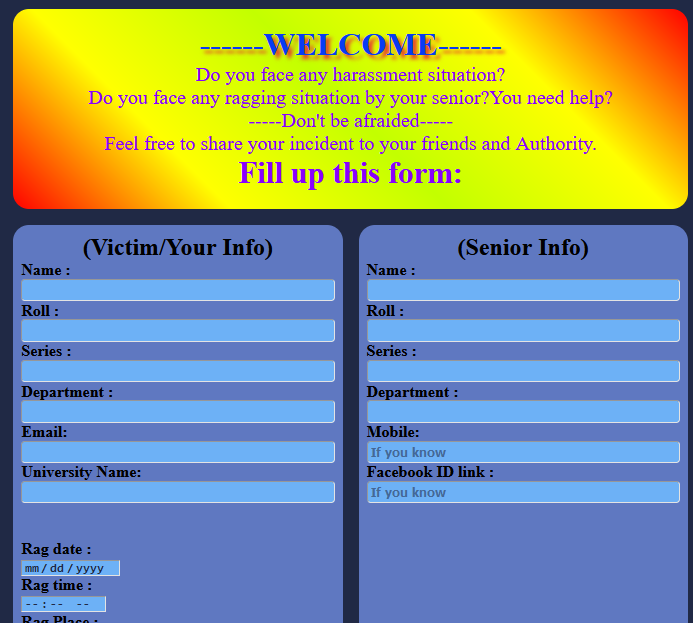 ------WELCOME------
Do you face any harassment situation?
Do you face any ragging situation by your senior?You need help?
-----Don't be afraided-----
Feel free to share your incident to your friends and Authority.
Fill up this form:
(Victim/Your Info)
Name :
Roll :
Series :
Department :
Email:
University Name:
Rag date :
mm/dd/yyyy
Rag time :
--:-- --
Rag Place :
(Senior Info)
Name :
Roll :
Series :
Department :
Mobile:
If you know
Facebook ID link :
If you know